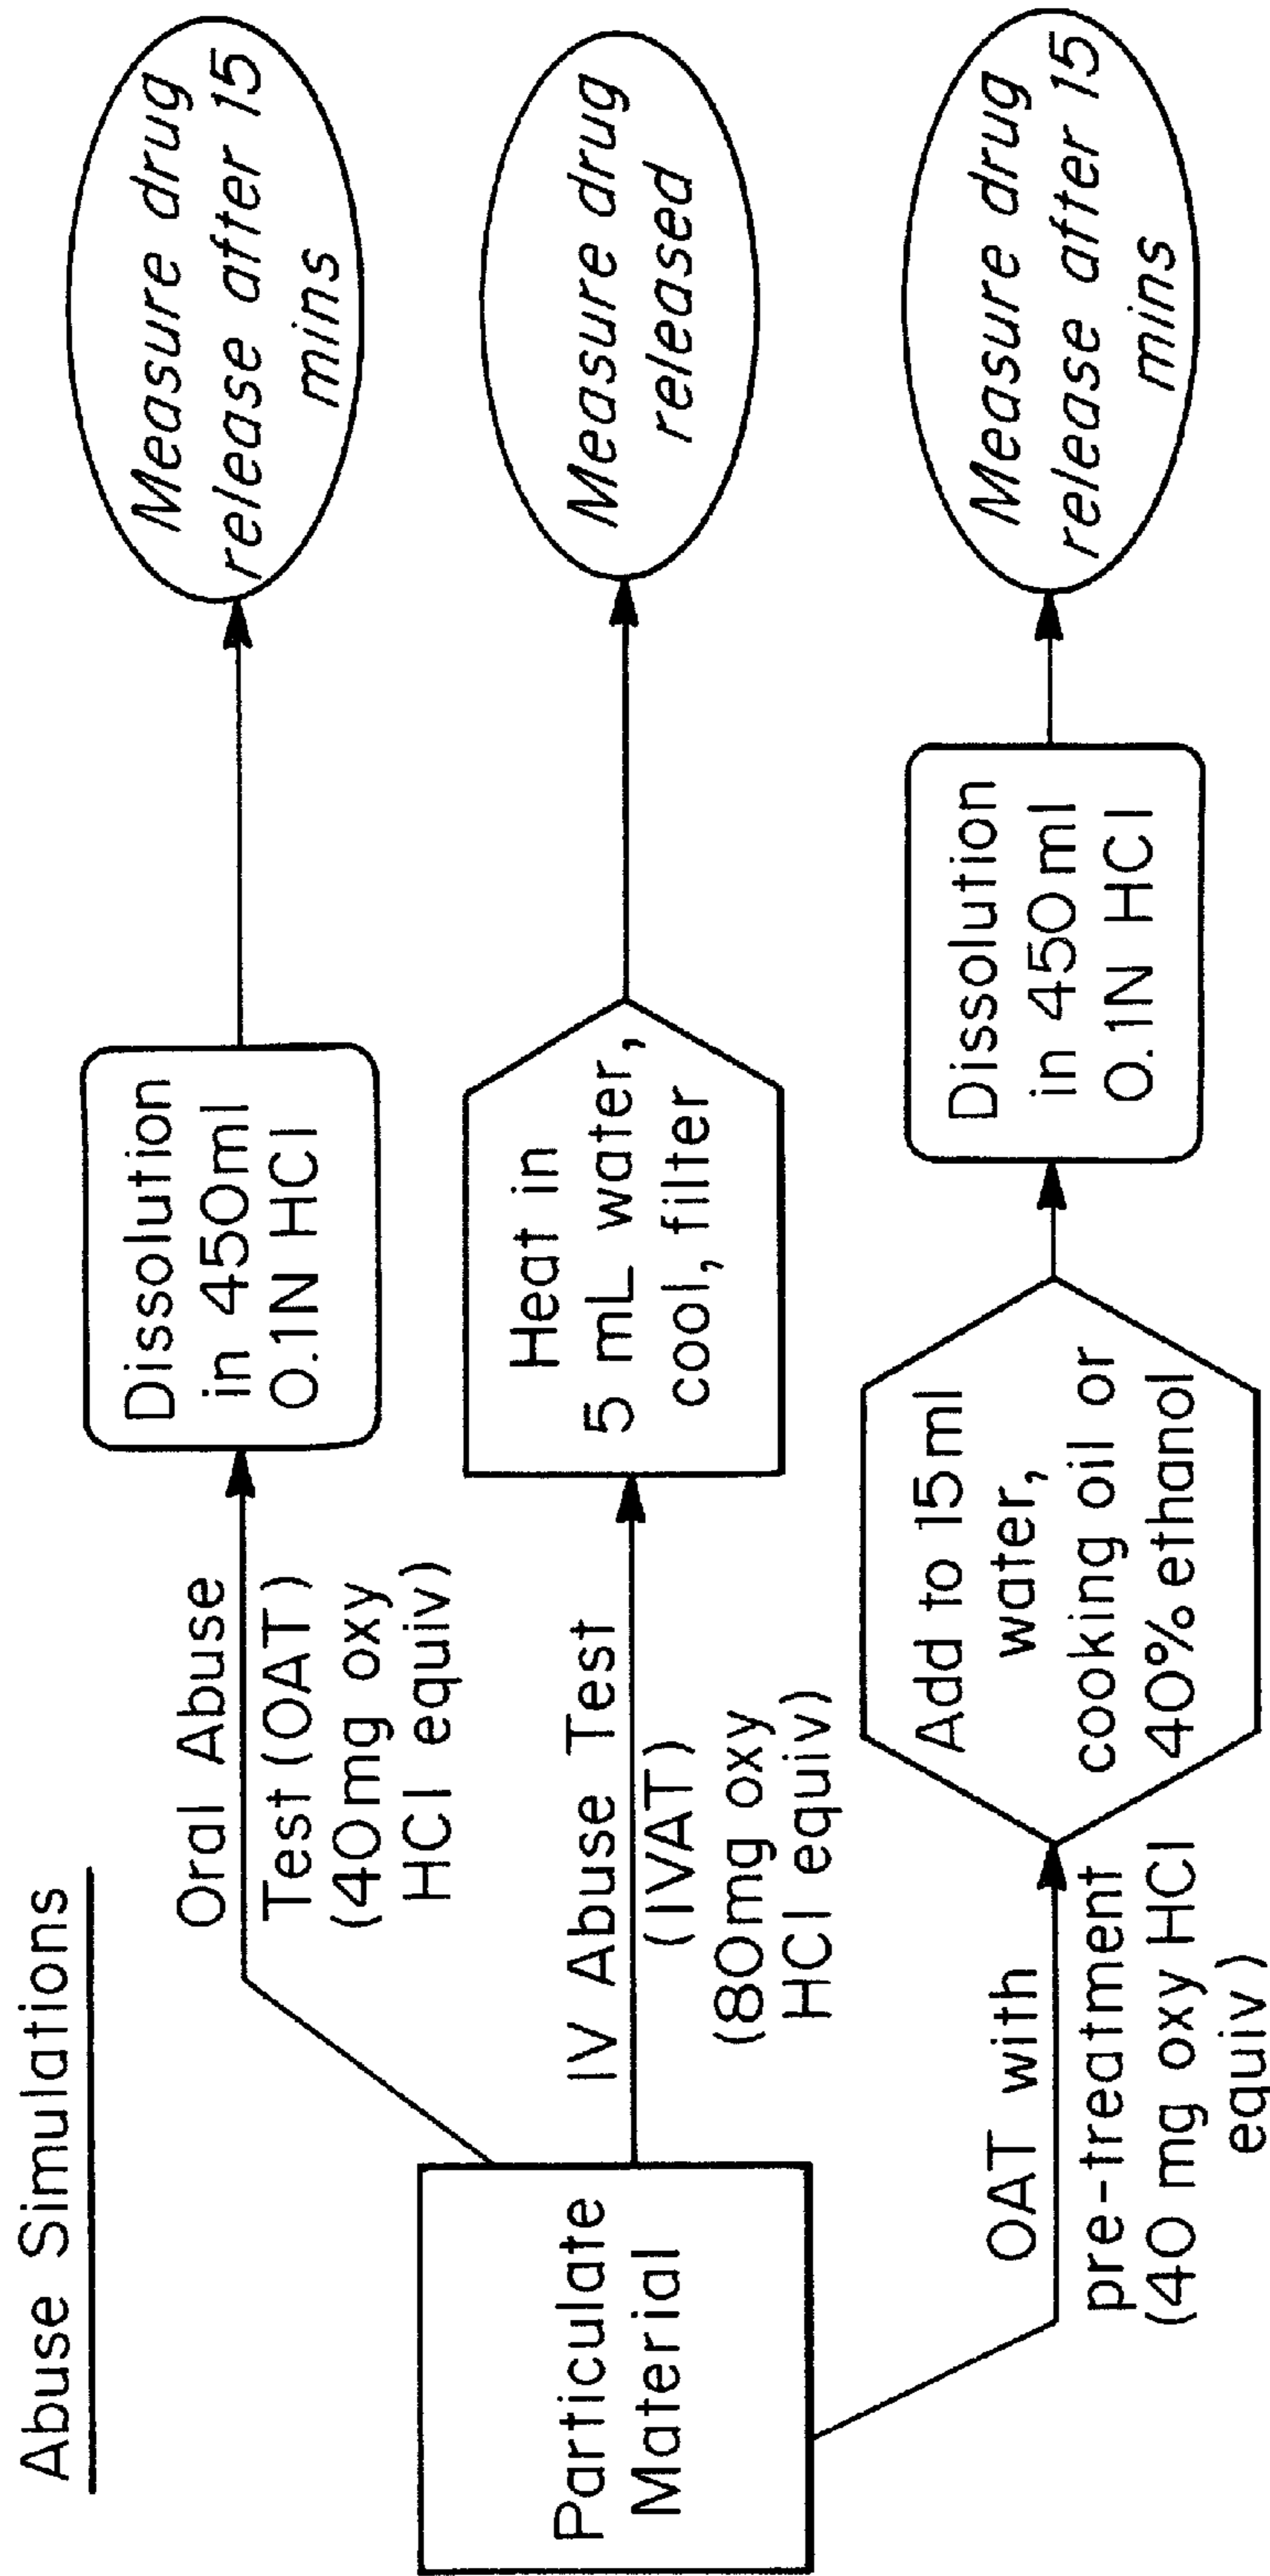 Abuse Simulations
Particulate
Material
Oral Abuse
Test (OAT)
(40mg oxy
HCl equiv)
Dissolution
in 450ml
0.1N HCl
Measure drug
release after 15
mins
IV Abuse Test
(IVAT)
(80mg oxy
HCl equiv)
Heat in
5 mL water,
cool, filter
Measure drug
released
OAT with
pre-treatment
(40 mg oxy HCl
equiv)
Add to 15ml
water,
cooking oil or
40% ethanol
Dissolution
in 450ml
0.1N HCl
Measure drug
release after 15
mins